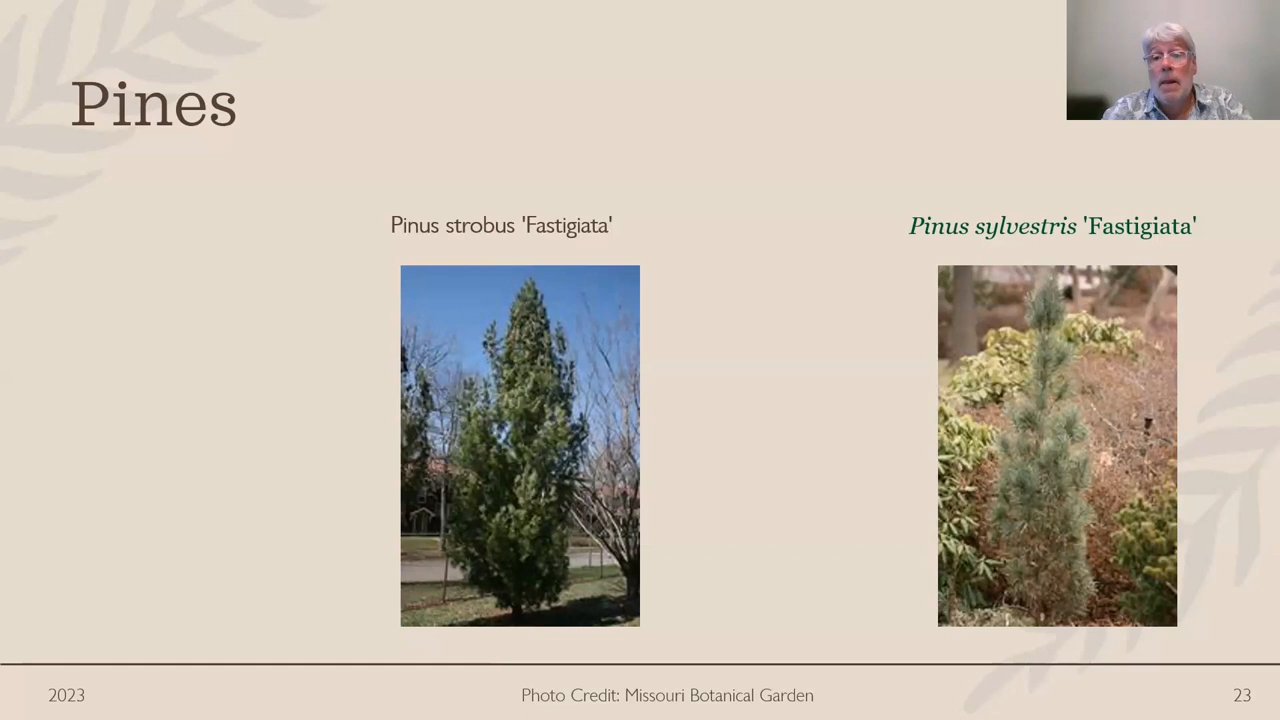 Pines
Pinus strobus 'Fastigiata'
Pinus sylvestris 'Fastigiata'
2023
Photo Credit: Missouri Botanical Garden
23